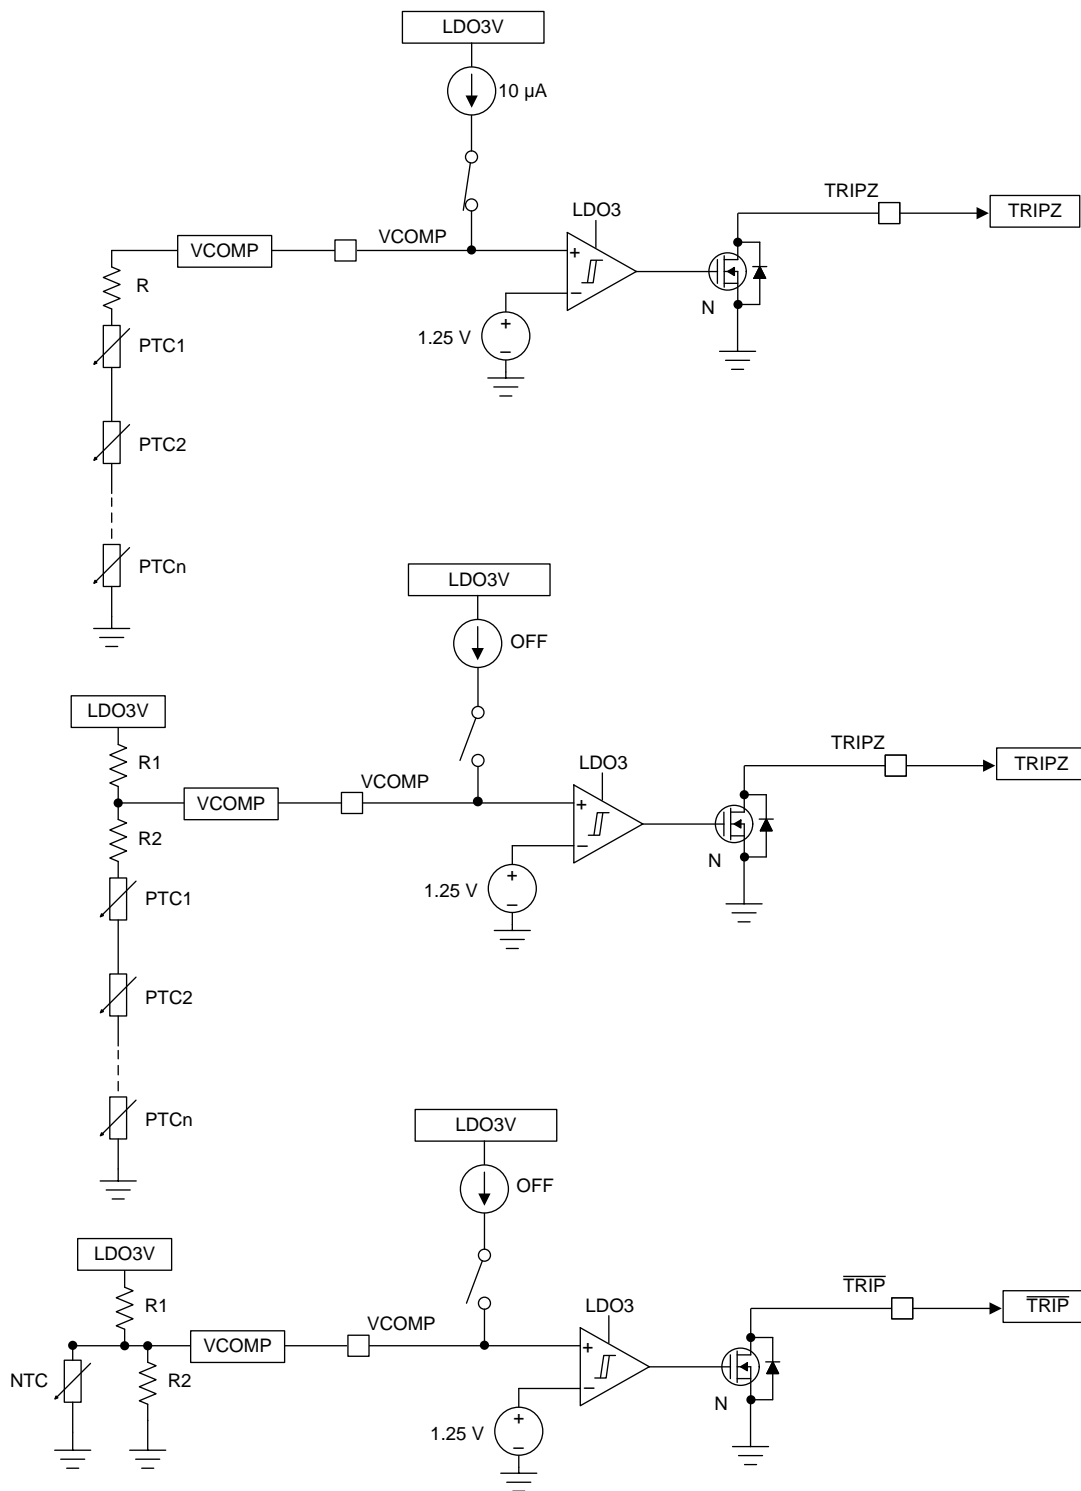 LDO3V
10 µA
LDO3
TRIPZ
TRIPZ
VCOMP
VCOMP
R
N
1.25 V
PTC1
PTC2
PTCn
LDO3V
OFF
LDO3V
R1
LDO3
TRIPZ
TRIPZ
VCOMP
VCOMP
R2
N
1.25 V
PTC1
PTC2
PTCn
LDO3V
OFF
LDO3V
R1
LDO3
T̅R̅I̅P̅
T̅R̅I̅P̅
VCOMP
VCOMP
NTC
R2
N
1.25 V